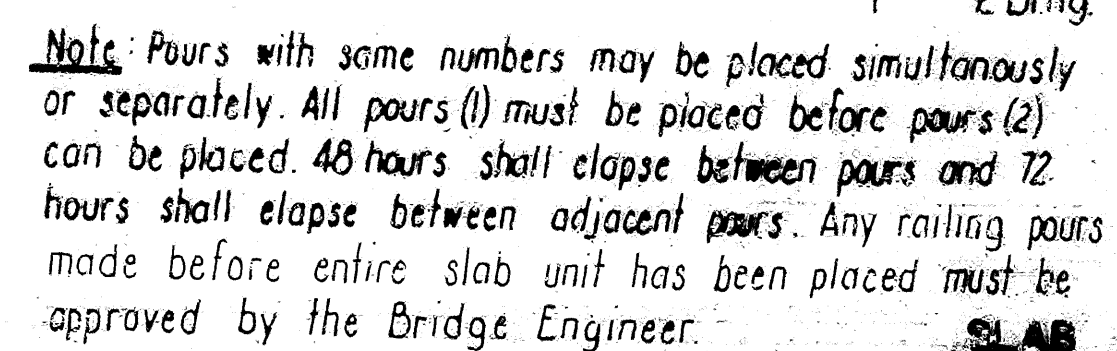 ℄ Brng.
Note: Pours with same numbers may be placed simultanously
or separately. All pours (1) must be placed before pours (2)
can be placed. 48 hours shall elapse between pours and 72
hours shall elapse between adjacent pours. Any railing pours
made before entire slab unit has been placed must be
approved by the Bridge Engineer.
SLAB